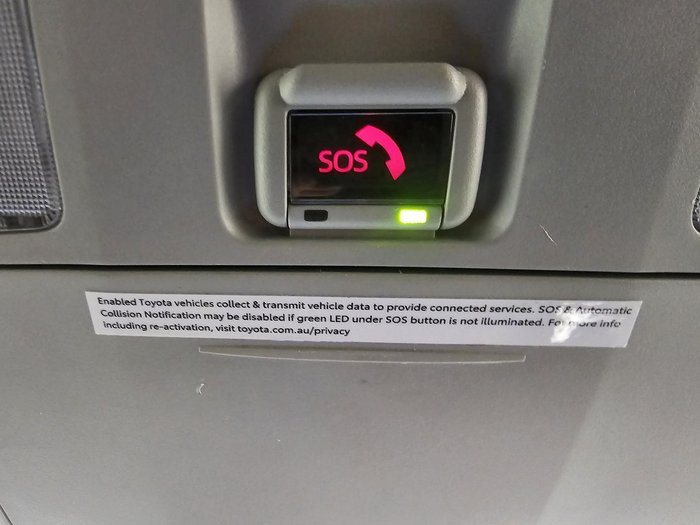 SOS
Enabled Toyota vehicles collect & transmit vehicle data to provide connected services. SOS & Automatic
Collision Notification may be disabled if green LED under SOS button is not illuminated. For more info
including re-activation, visit toyota.com.au/privacy